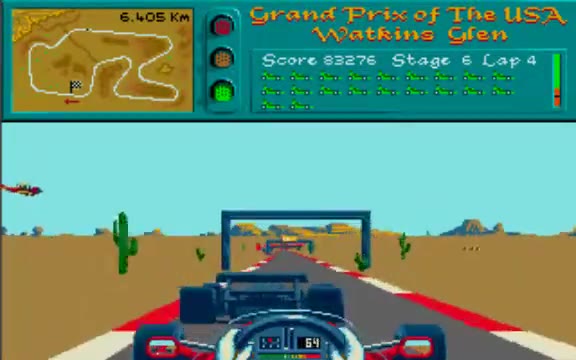 6.405 Km
Grand Prix of The USA
Watkins Glen
Score 83276 Stage 6 Lap 4
64